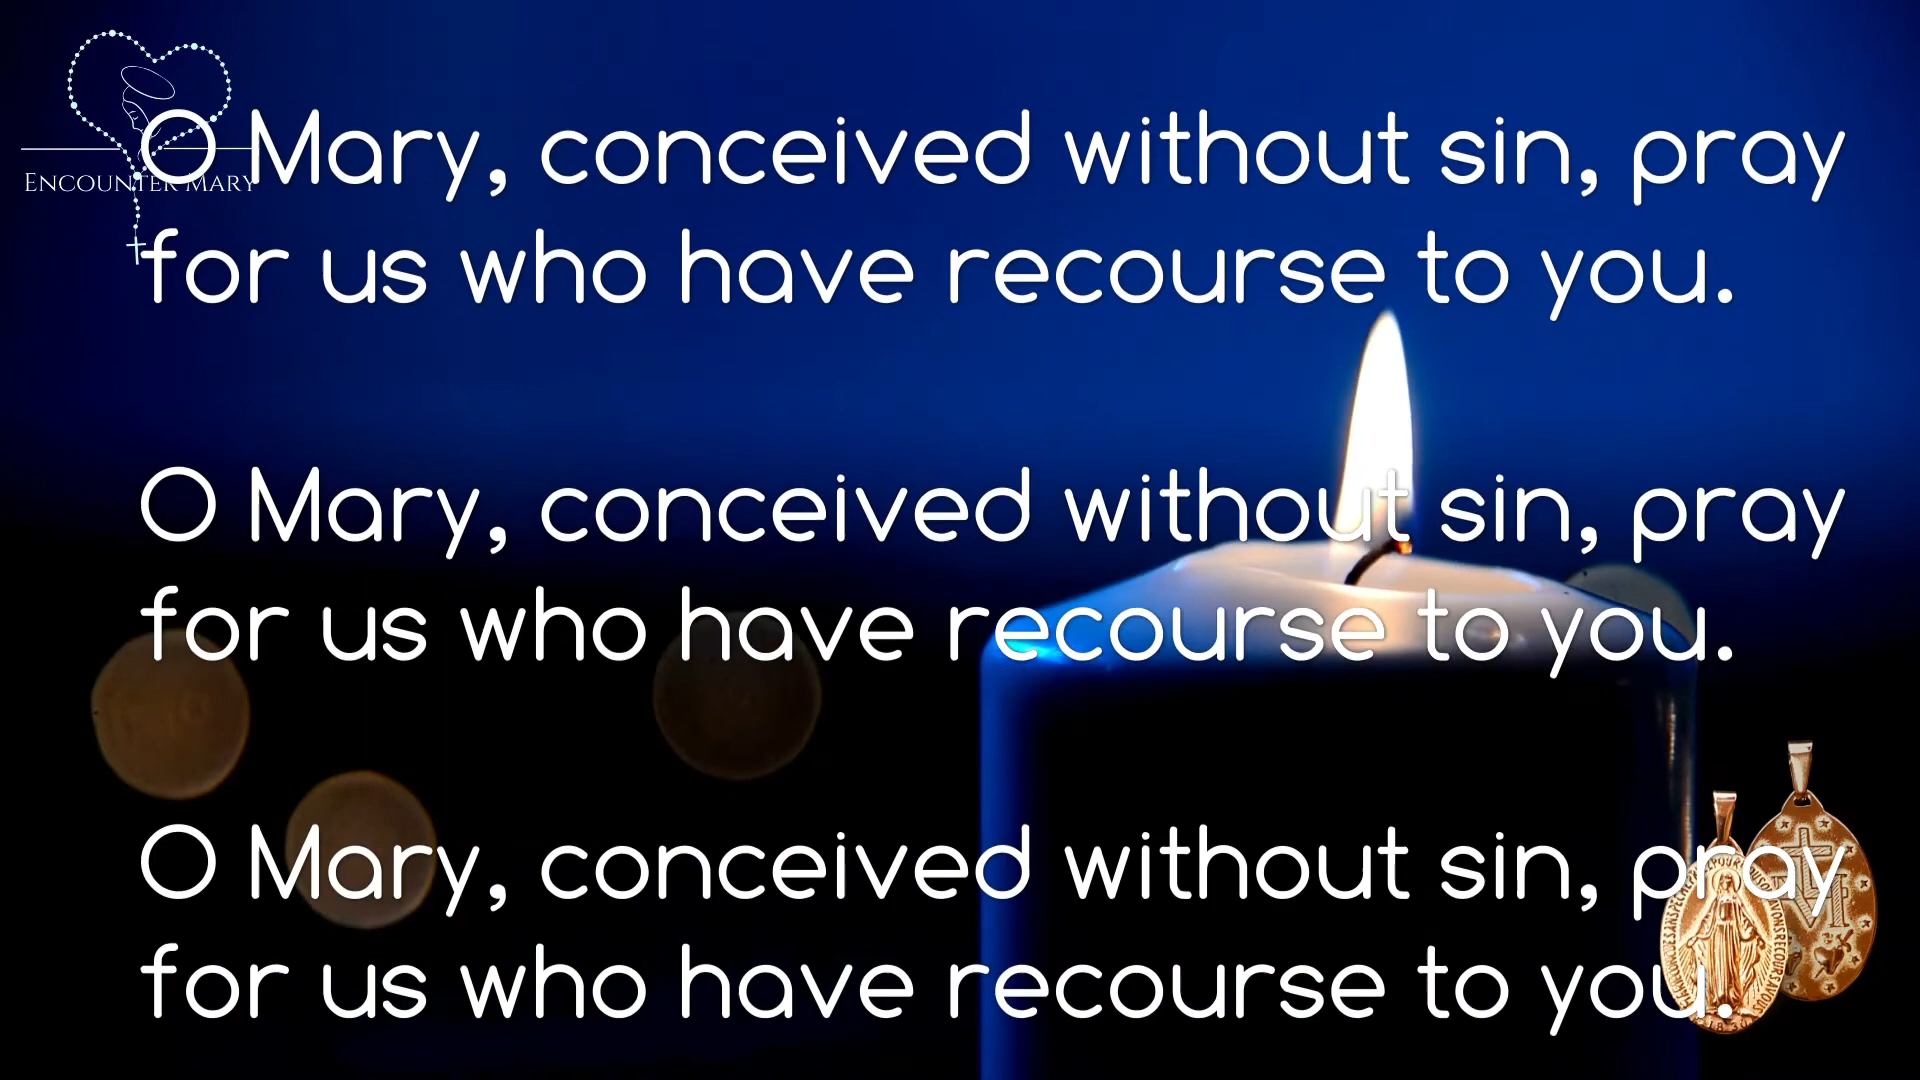 ENCOUNTER MARY
O Mary, conceived without sin, pray
for us who have recourse to you.
O Mary, conceived without sin, pray
for us who have recourse to you.
O Mary, conceived without sin, pray
for us who have recourse to you.
1830